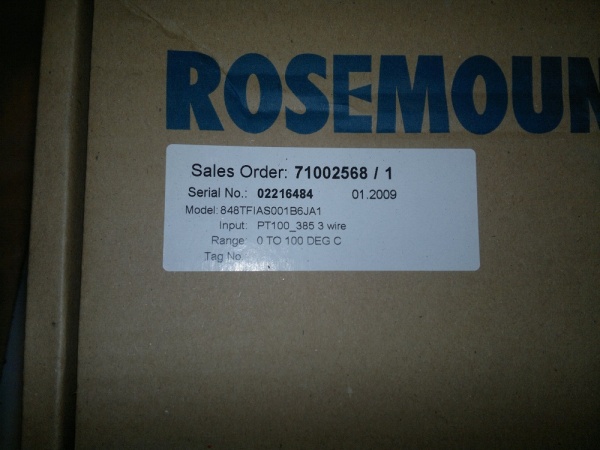 ROSEMOUN
Sales Order: 71002568 / 1
Serial No.: 02216484 01.2009
Model: 848TFIAS001B6JA1
Input: PT100_385 3 wire
Range: 0 TO 100 DEG C
Tag No